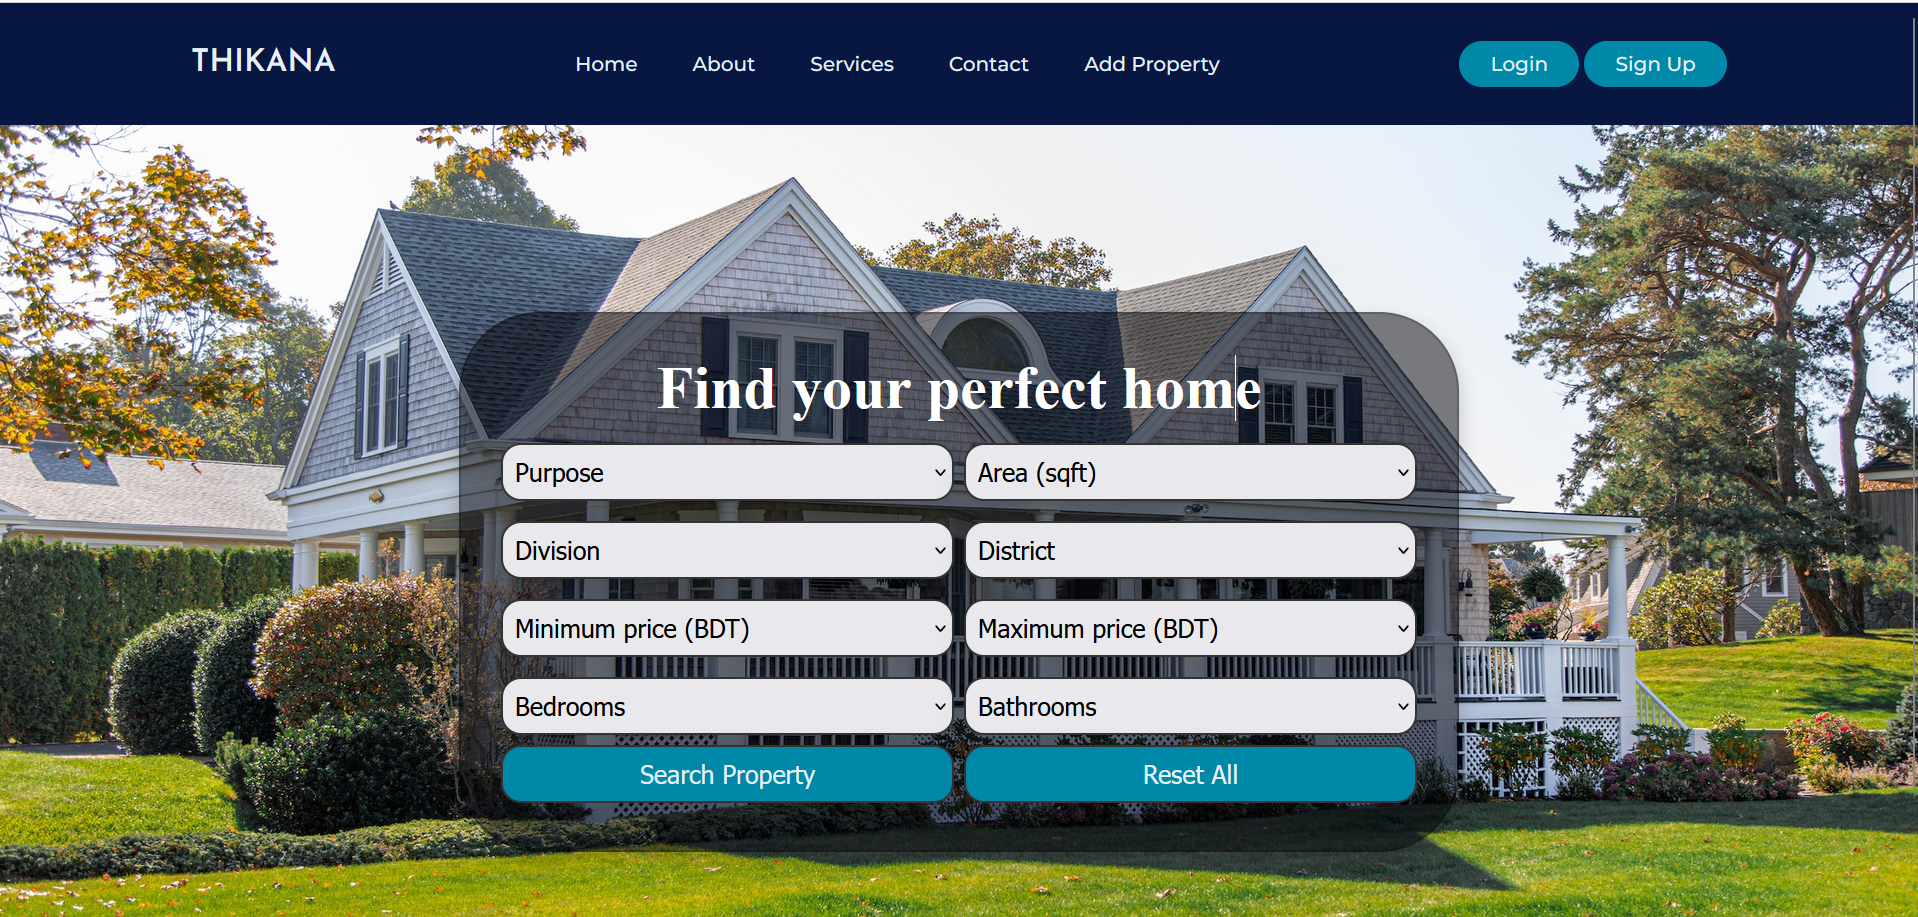 THIKANA Home About Services Contact Add Property Login Sign Up
Find your perfect home
Purpose Area (sqft)
Division District
Minimum price (BDT) Maximum price (BDT)
Bedrooms Bathrooms
Search Property Reset All